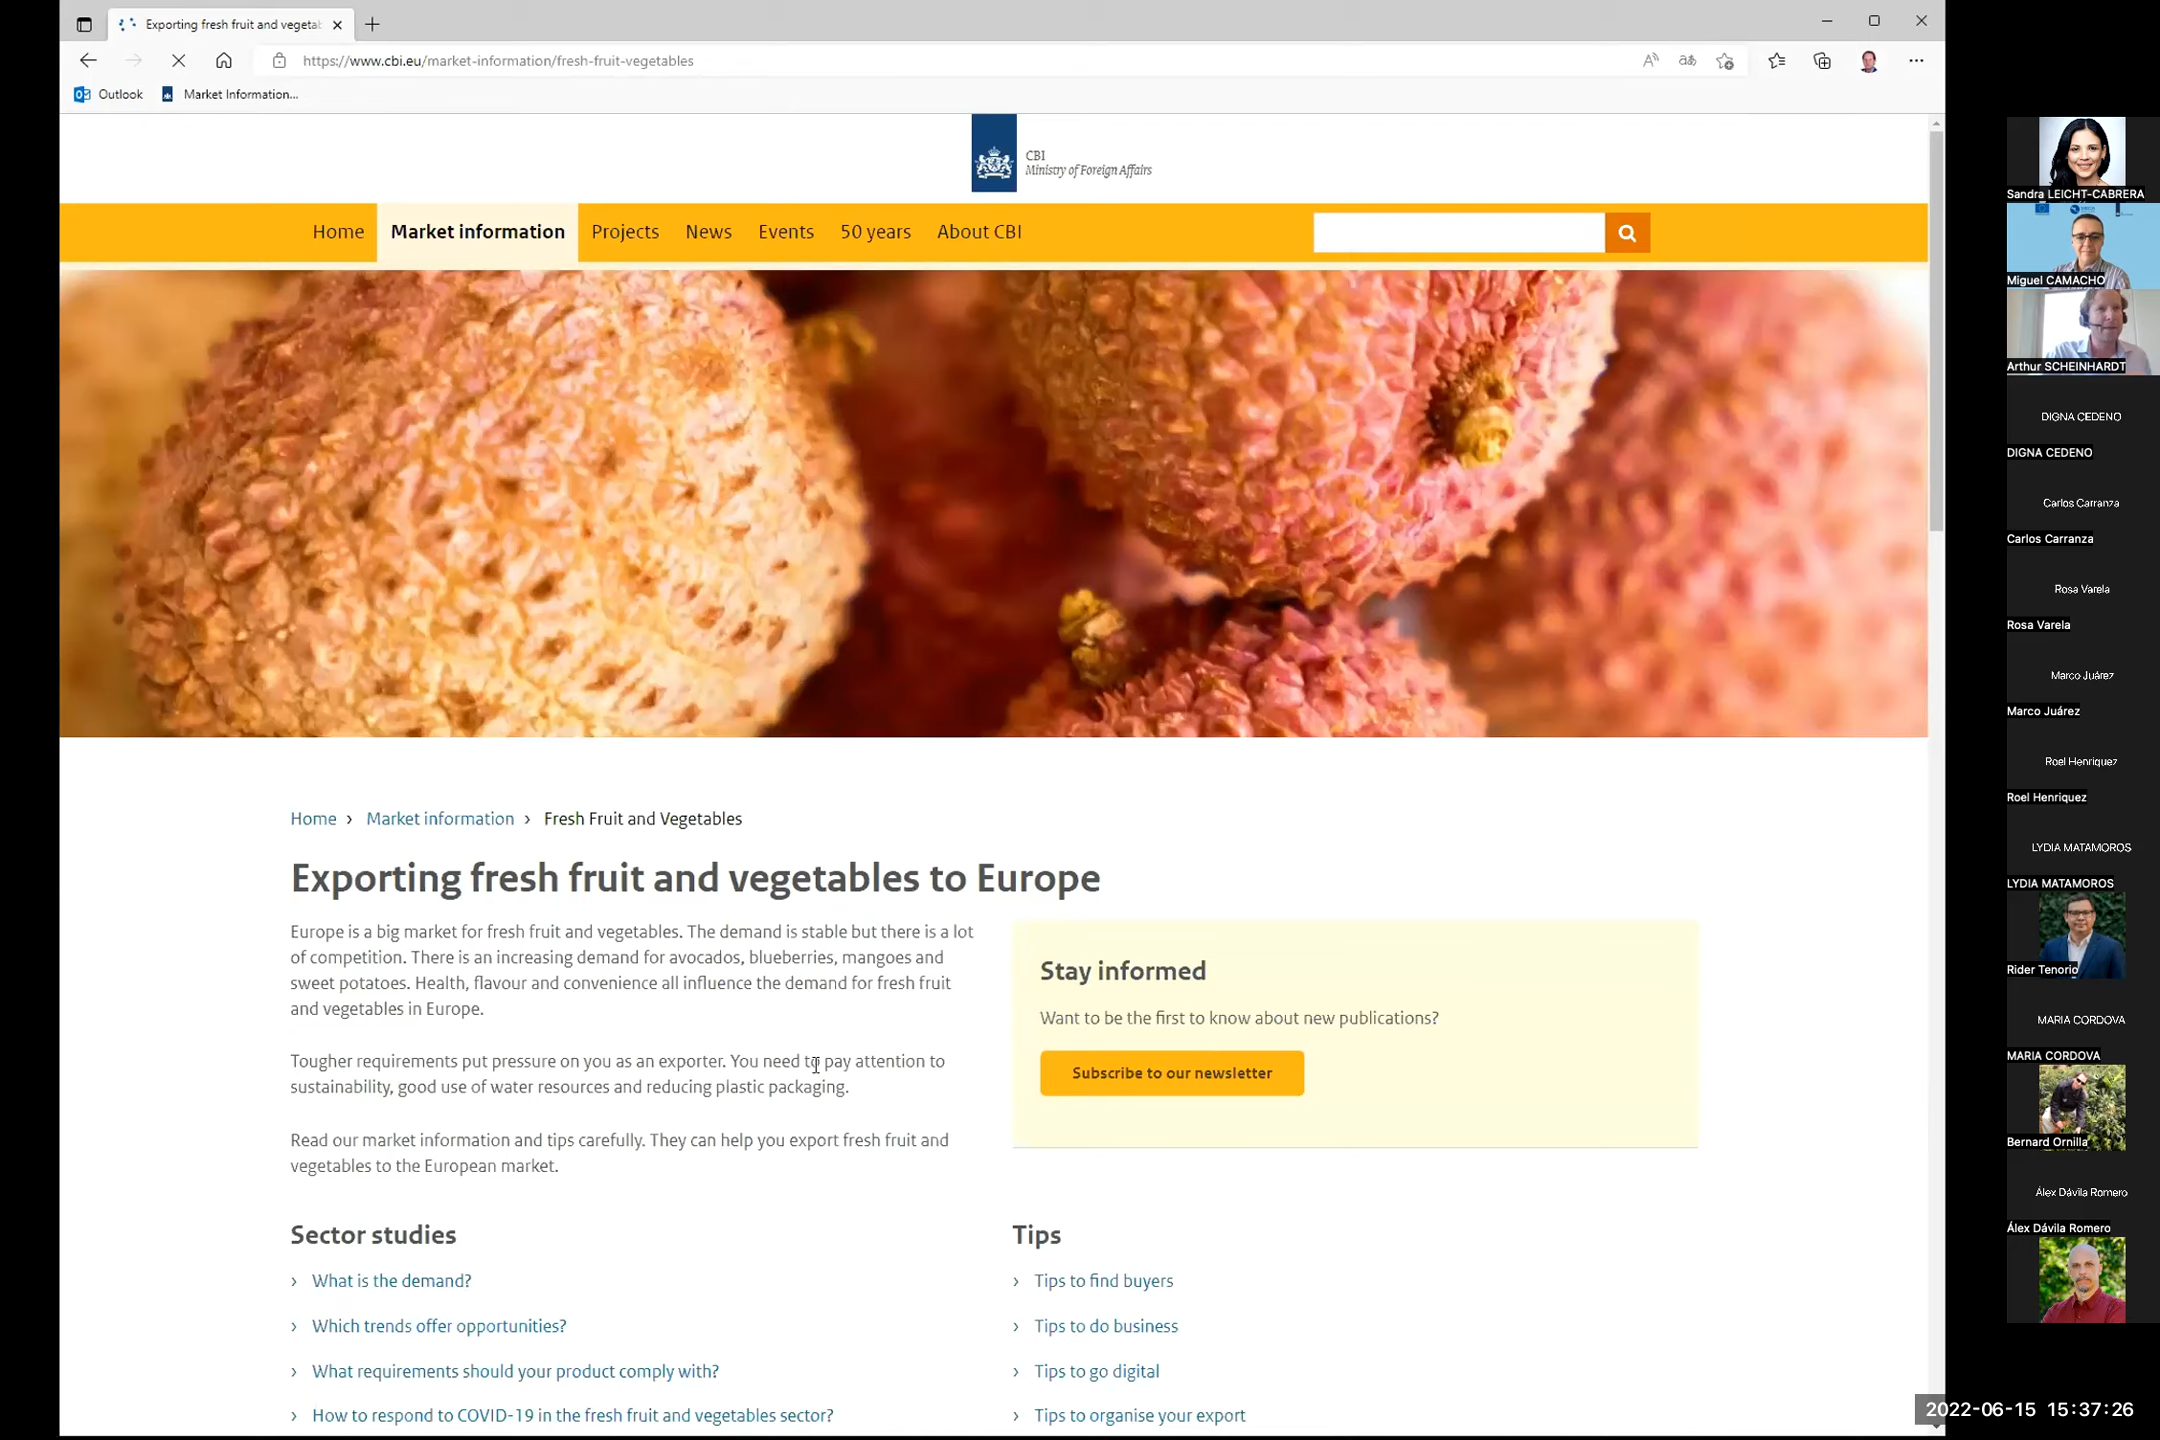 Exporting fresh fruit and vegetat
https://www.cbi.eu/market-information/fresh-fruit-vegetables
Outlook
Market Information...
CBI
Ministry of Foreign Affairs
Home
Market information
Projects
News
Events
50 years
About CBI
Home › Market information › Fresh Fruit and Vegetables
Exporting fresh fruit and vegetables to Europe
Europe is a big market for fresh fruit and vegetables. The demand is stable but there is a lot
of competition. There is an increasing demand for avocados, blueberries, mangoes and
sweet potatoes. Health, flavour and convenience all influence the demand for fresh fruit
and vegetables in Europe.
Tougher requirements put pressure on you as an exporter. You need to pay attention to
sustainability, good use of water resources and reducing plastic packaging.
Read our market information and tips carefully. They can help you export fresh fruit and
vegetables to the European market.
Stay informed
Want to be the first to know about new publications?
Subscribe to our newsletter
Sector studies
› What is the demand?
› Which trends offer opportunities?
› What requirements should your product comply with?
› How to respond to COVID-19 in the fresh fruit and vegetables sector?
Tips
› Tips to find buyers
› Tips to do business
› Tips to go digital
› Tips to organise your export
Sandra LEICHT-CABRERA
Miguel CAMACHO
Arthur SCHEINHARDT
DIGNA CEDENO
DIGNA CEDENO
Carlos Carranza
Carlos Carranza
Rosa Varela
Rosa Varela
Marco Juárez
Marco Juárez
Roel Henriquez
Roel Henriquez
LYDIA MATAMOROS
LYDIA MATAMOROS
Rider Tenorio
MARIA CORDOVA
MARIA CORDOVA
Bernard Ornilla
Álex Dávila Romero
Álex Dávila Romero
2022-06-15 15:37:26